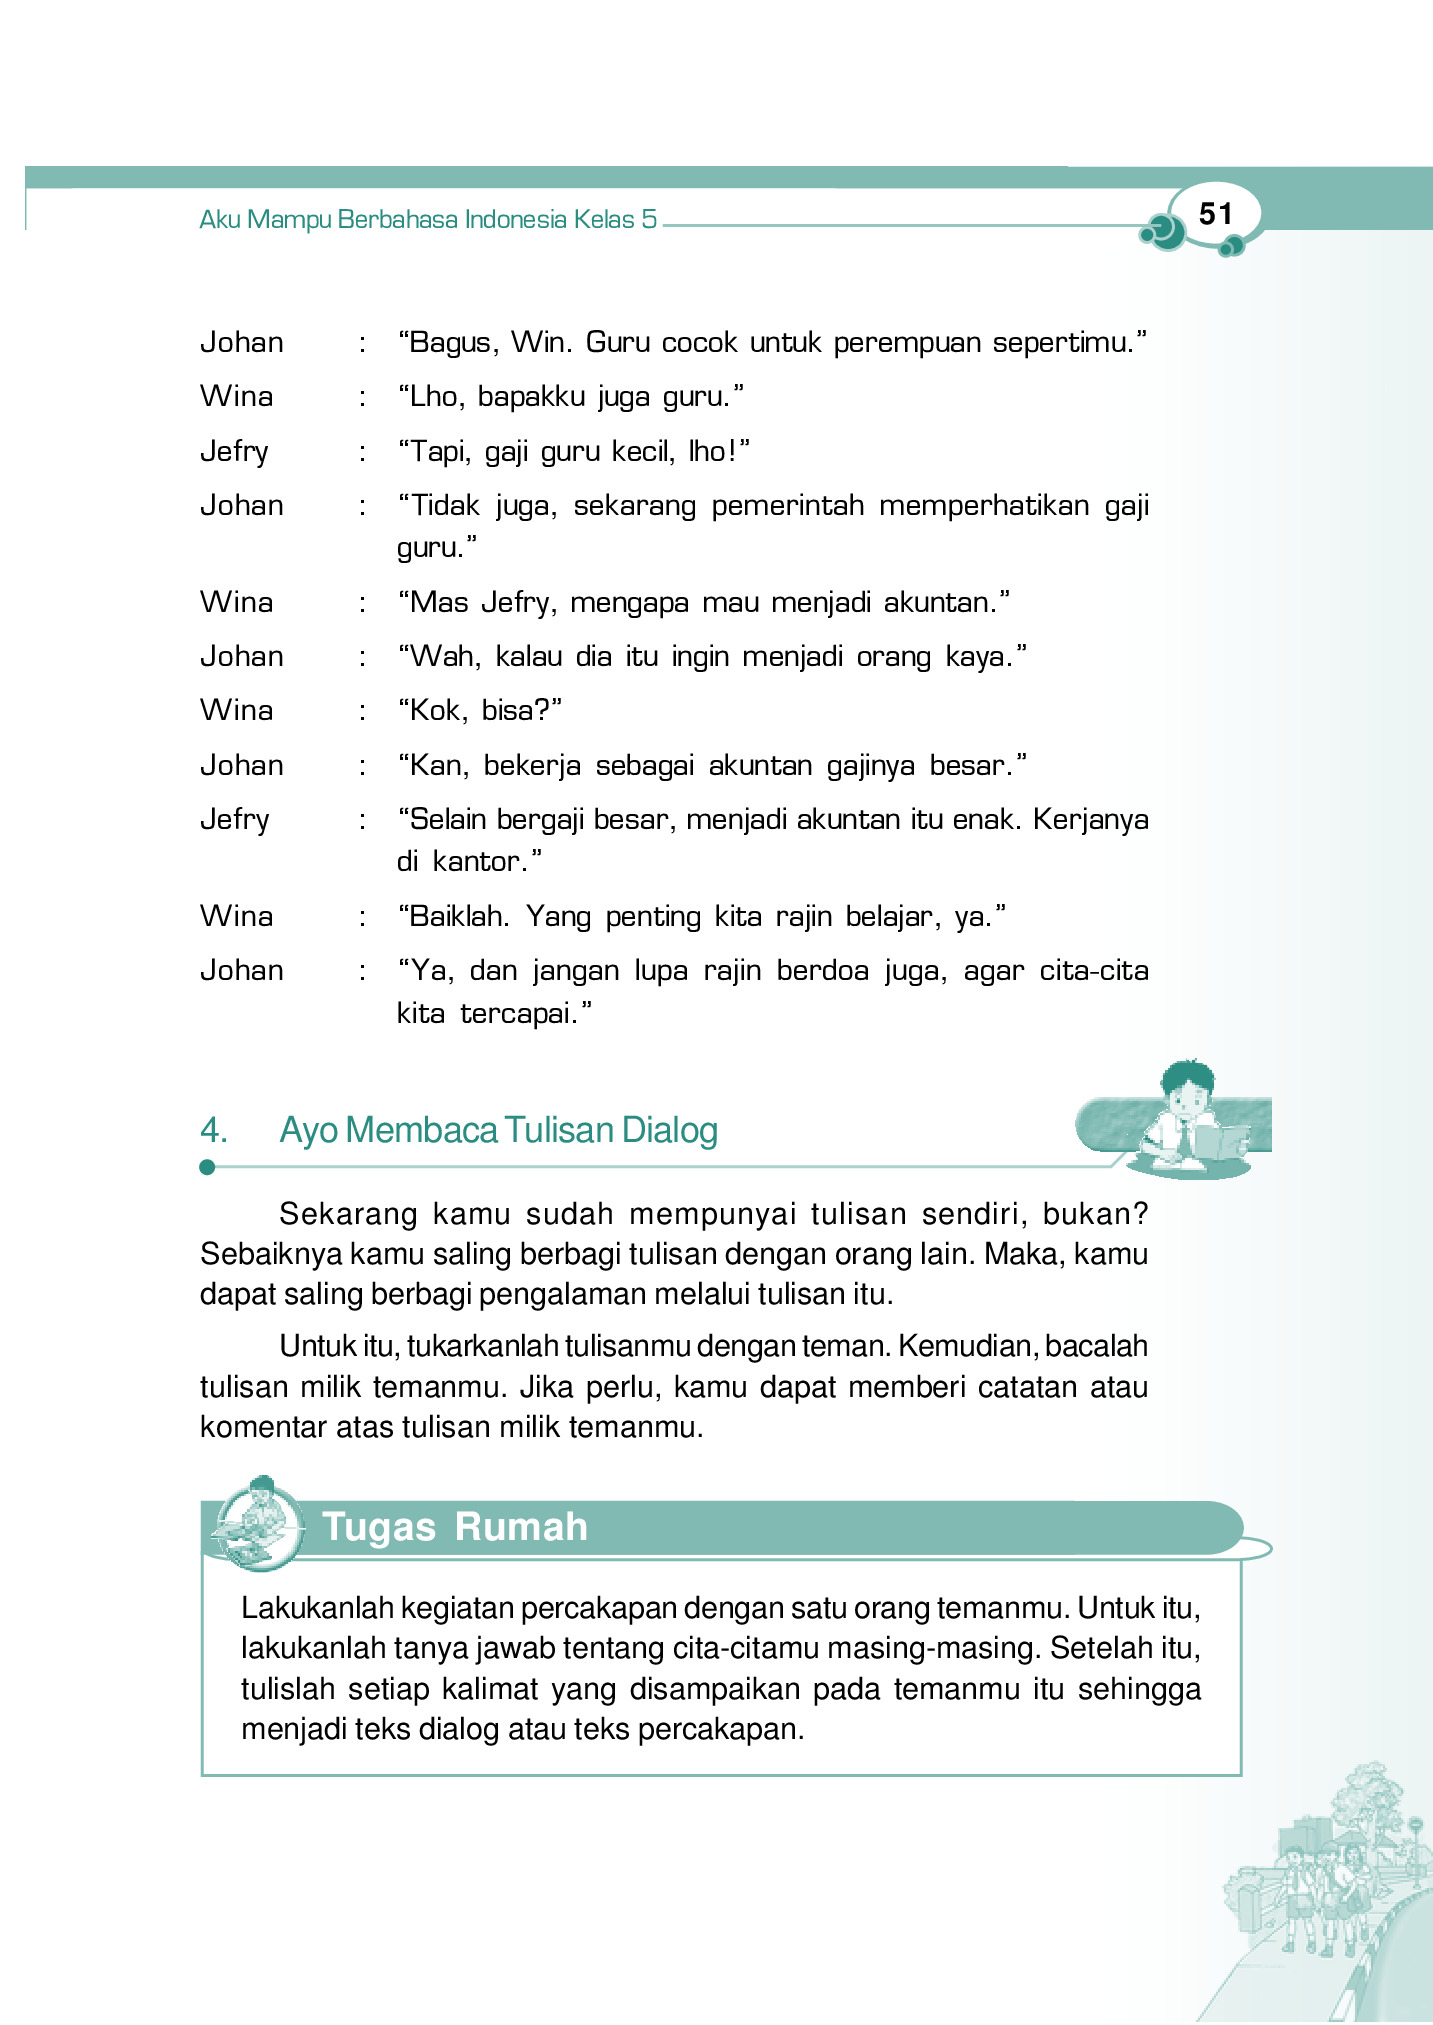 Aku Mampu Berbahasa Indonesia Kelas 5
51
Johan : “Bagus, Win. Guru cocok untuk perempuan sepertimu.”
Wina : “Lho, bapakku juga guru.”
Jefry : “Tapi, gaji guru kecil, lho!”
Johan : “Tidak juga, sekarang pemerintah memperhatikan gaji
guru.”
Wina : “Mas Jefry, mengapa mau menjadi akuntan.”
Johan : “Wah, kalau dia itu ingin menjadi orang kaya.”
Wina : “Kok, bisa?”
Johan : “Kan, bekerja sebagai akuntan gajinya besar.”
Jefry : “Selain bergaji besar, menjadi akuntan itu enak. Kerjanya
di kantor.”
Wina : “Baiklah. Yang penting kita rajin belajar, ya.”
Johan : “Ya, dan jangan lupa rajin berdoa juga, agar cita-cita
kita tercapai.”
4. Ayo Membaca Tulisan Dialog
Sekarang kamu sudah mempunyai tulisan sendiri, bukan?
Sebaiknya kamu saling berbagi tulisan dengan orang lain. Maka, kamu
dapat saling berbagi pengalaman melalui tulisan itu.
Untuk itu, tukarkanlah tulisanmu dengan teman. Kemudian, bacalah
tulisan milik temanmu. Jika perlu, kamu dapat memberi catatan atau
komentar atas tulisan milik temanmu.
Tugas Rumah
Lakukanlah kegiatan percakapan dengan satu orang temanmu. Untuk itu,
lakukanlah tanya jawab tentang cita-citamu masing-masing. Setelah itu,
tulislah setiap kalimat yang disampaikan pada temanmu itu sehingga
menjadi teks dialog atau teks percakapan.